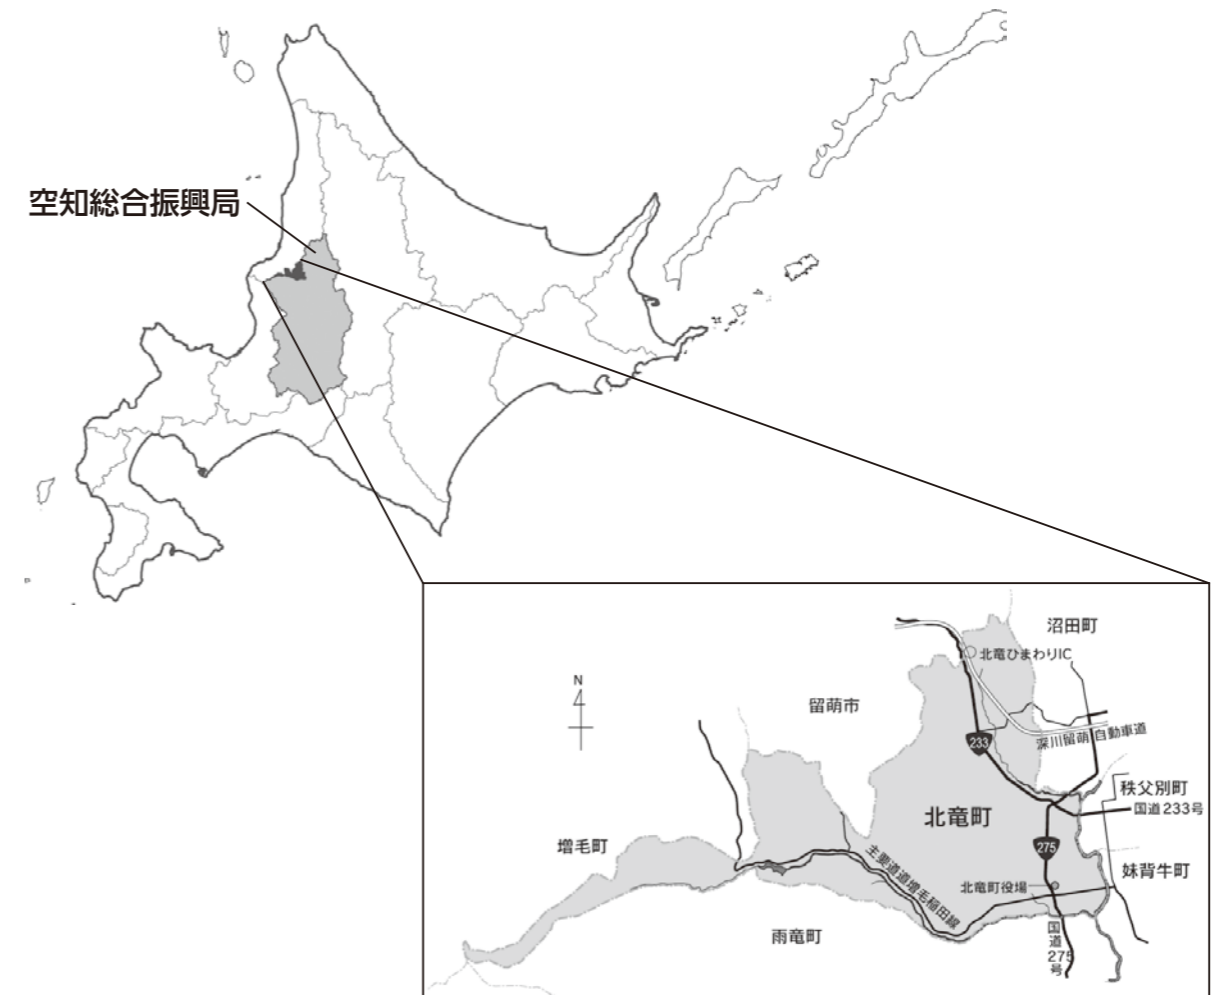 空知総合振興局
N
沼田町
北竜ひまわりIC
留萌市
233
深川留萌自動車道
秩父別町
国道233号
北竜町
増毛町
275
主要道道増毛稲田線
妹背牛町
北竜町役場
雨竜町
国道275号